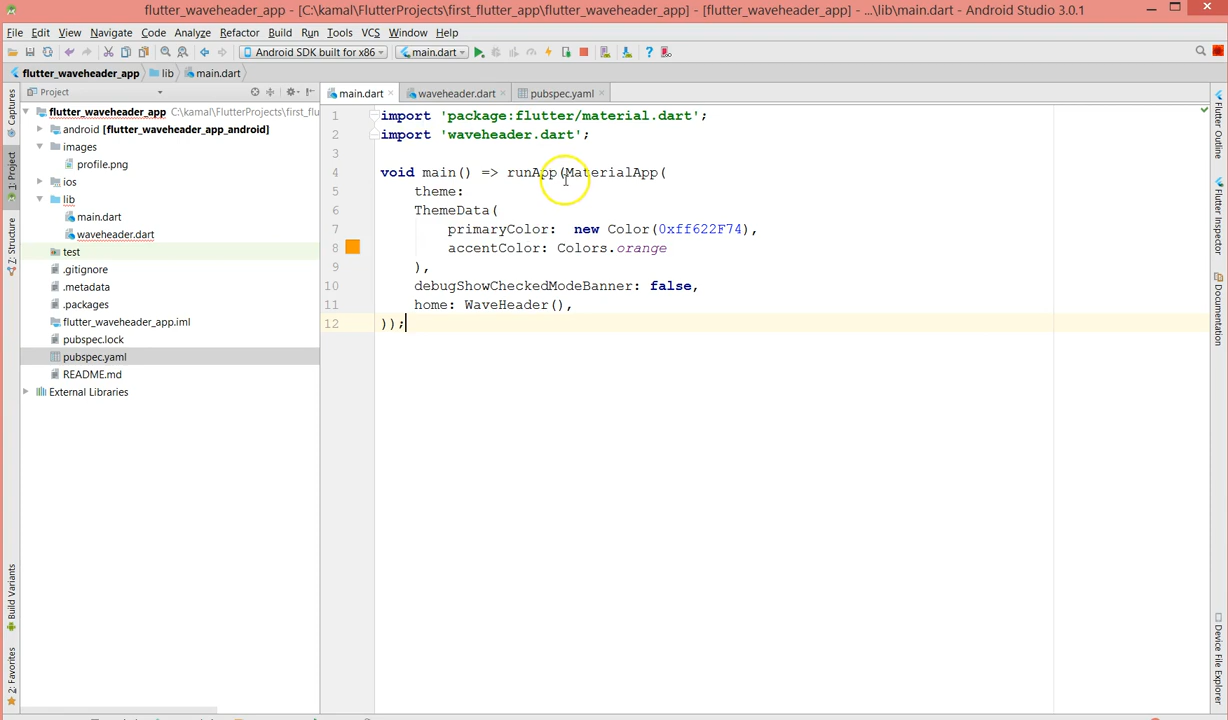 flutter_waveheader_app - [C:\kamal\FlutterProjects\first_flutter_app\flutter_waveheader_app] - [flutter_waveheader_app] - ...\lib\main.dart - Android Studio 3.0.1
File Edit View Navigate Code Analyze Refactor Build Run Tools VCS Window Help
Android SDK built for x86 main.dart
flutter_waveheader_app lib main.dart
Project
main.dart waveheader.dart pubspec.yaml
flutter_waveheader_app C:\kamal\FlutterProjects\first_flu
android [flutter_waveheader_app_android]
images
profile.png
ios
lib
main.dart
waveheader.dart
test
.gitignore
.metadata
.packages
flutter_waveheader_app.iml
pubspec.lock
pubspec.yaml
README.md
External Libraries
1 import 'package:flutter/material.dart';
2 import 'waveheader.dart';
3
4 void main() => runApp(MaterialApp(
5 theme:
6 ThemeData(
7 primaryColor:  new Color(0xff622F74),
8 accentColor: Colors.orange
9 ),
10 debugShowCheckedModeBanner: false,
11 home: WaveHeader(),
12 ));
Captures
1: Project
7: Structure
Build Variants
2: Favorites
Flutter Outline
Flutter Inspector
Documentation
Device File Explorer